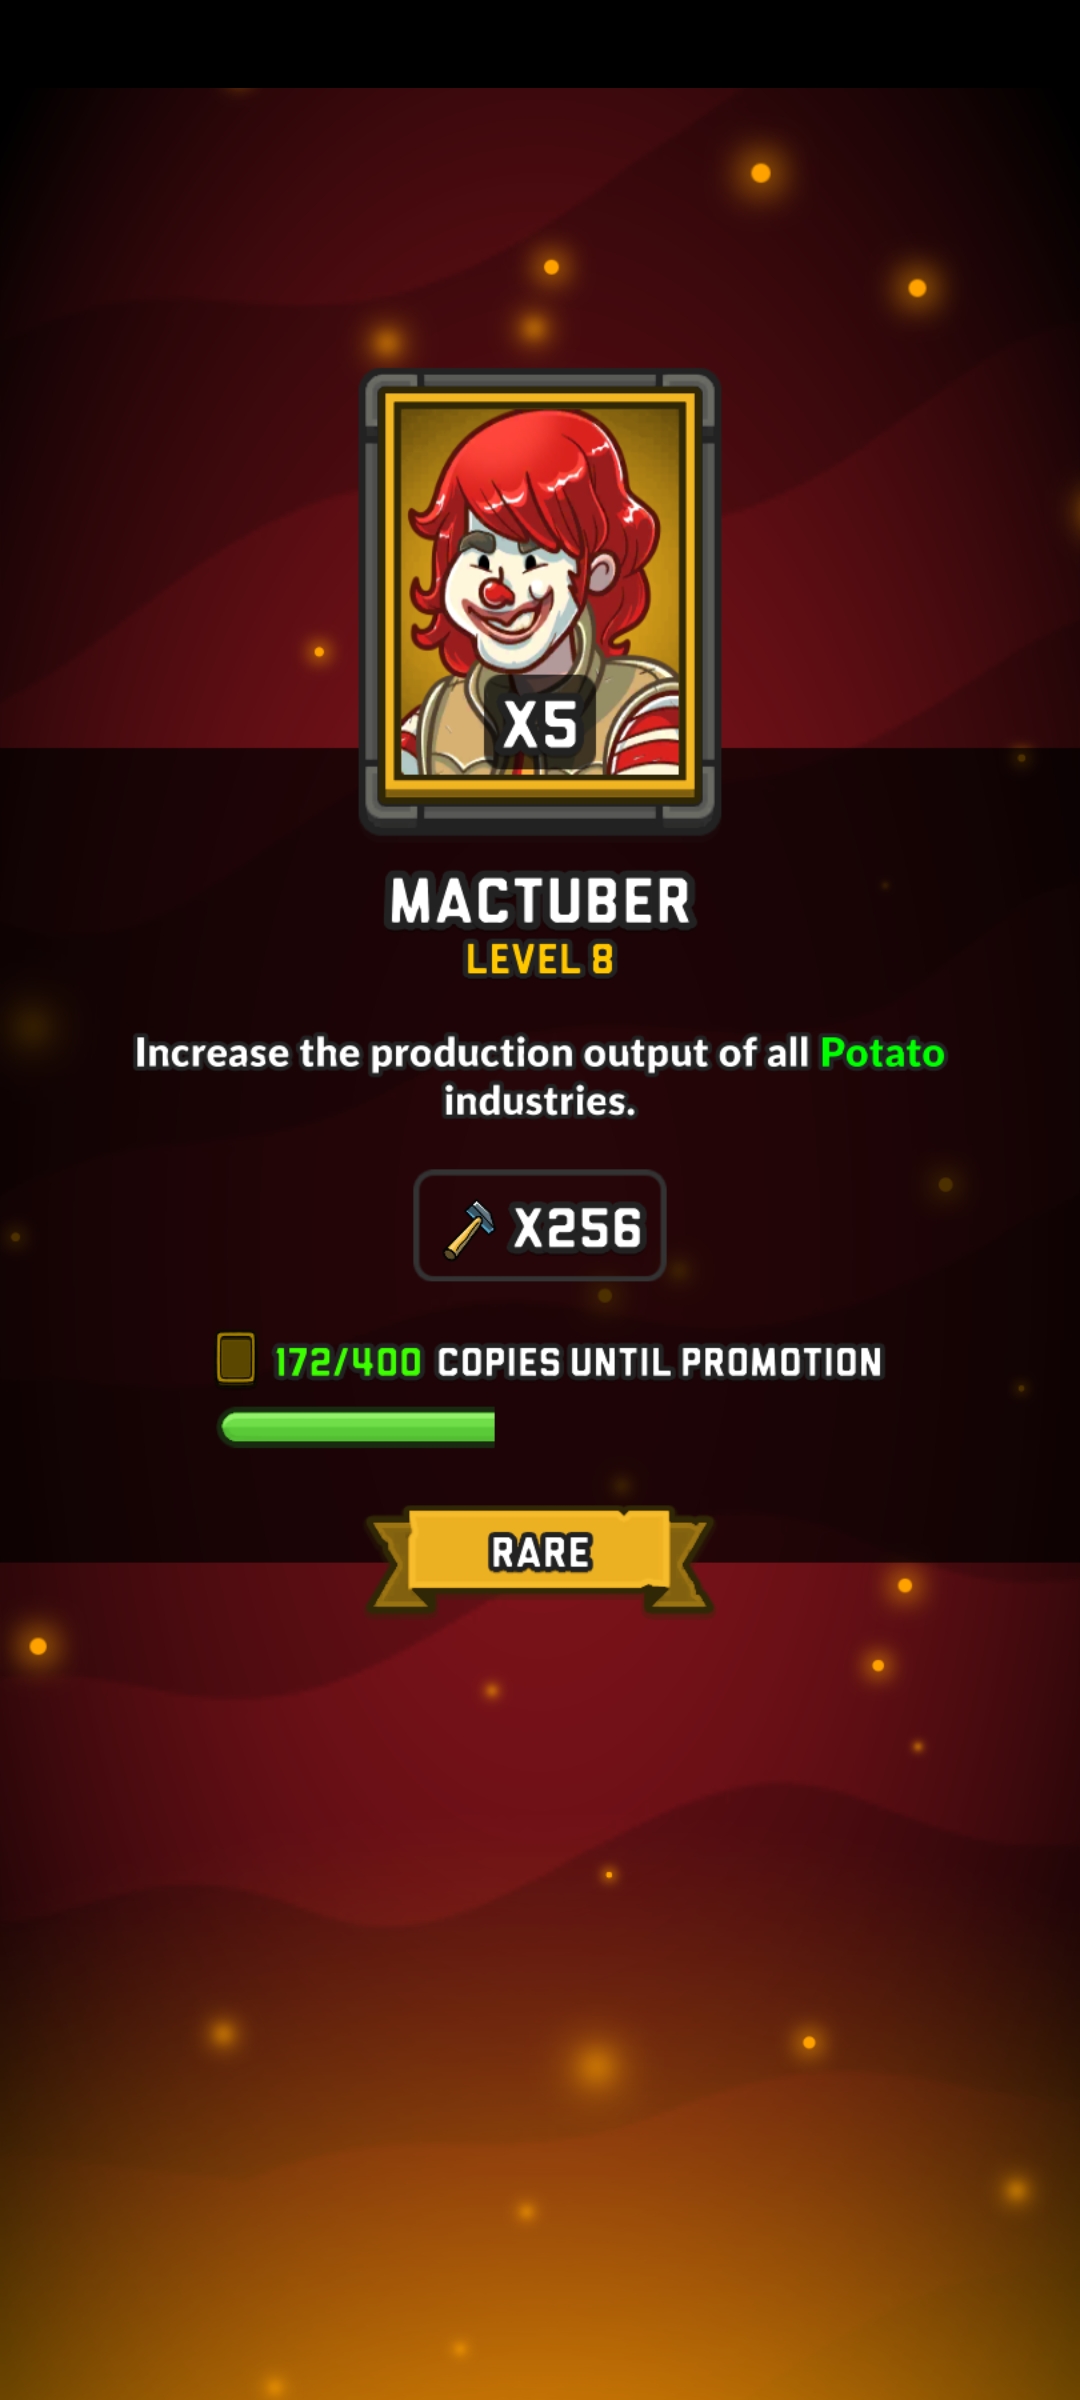 X5
MACTUBER
LEVEL 8
Increase the production output of all Potato
industries.
X256
172/400 COPIES UNTIL PROMOTION
RARE